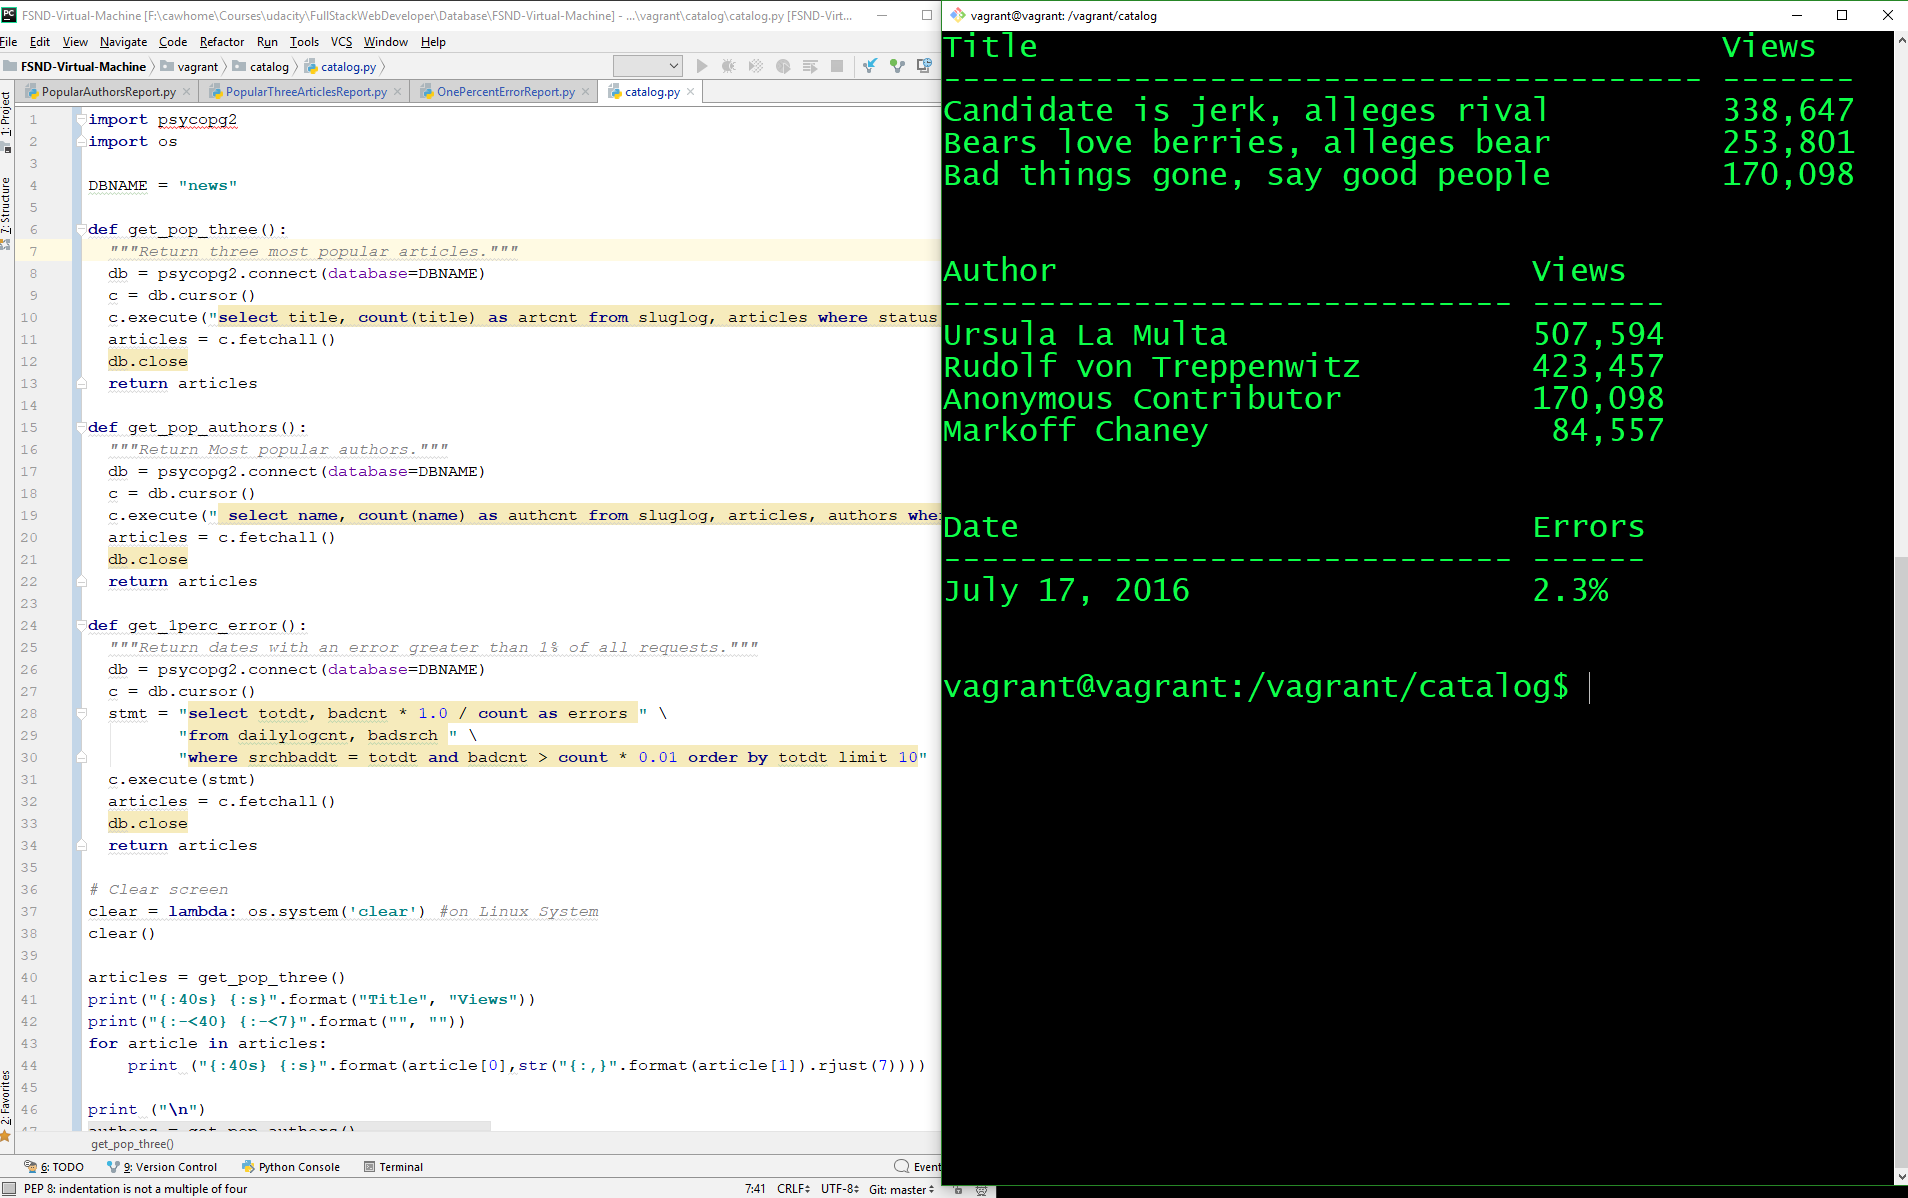 FSND-Virtual-Machine [F:\cawhome\Courses\udacity\FullStackWebDeveloper\Database\FSND-Virtual-Machine] - ...\vagrant\catalog\catalog.py [FSND-Virt...
File Edit View Navigate Code Refactor Run Tools VCS Window Help
FSND-Virtual-Machine vagrant catalog catalog.py
PopularAuthorsReport.py PopularThreeArticlesReport.py OnePercentErrorReport.py catalog.py
1: Project
7: Structure
2: Favorites
1 import psycopg2
2 import os
3
4 DBNAME = "news"
5
6 def get_pop_three():
7 """Return three most popular articles."""
8 db = psycopg2.connect(database=DBNAME)
9 c = db.cursor()
10 c.execute("select title, count(title) as artcnt from sluglog, articles where status
11 articles = c.fetchall()
12 db.close
13 return articles
14
15 def get_pop_authors():
16 """Return Most popular authors."""
17 db = psycopg2.connect(database=DBNAME)
18 c = db.cursor()
19 c.execute(" select name, count(name) as authcnt from sluglog, articles, authors whe
20 articles = c.fetchall()
21 db.close
22 return articles
23
24 def get_1perc_error():
25 """Return dates with an error greater than 1% of all requests."""
26 db = psycopg2.connect(database=DBNAME)
27 c = db.cursor()
28 stmt = "select totdt, badcnt * 1.0 / count as errors " \
29 "from dailylogcnt, badsrch " \
30 "where srchbaddt = totdt and badcnt > count * 0.01 order by totdt limit 10"
31 c.execute(stmt)
32 articles = c.fetchall()
33 db.close
34 return articles
35
36 # Clear screen
37 clear = lambda: os.system('clear') #on Linux System
38 clear()
39
40 articles = get_pop_three()
41 print("{:40s} {:s}".format("Title", "Views"))
42 print("{:-<40} {:-<7}".format("", ""))
43 for article in articles:
44 print ("{:40s} {:s}".format(article[0],str("{:,}".format(article[1]).rjust(7))))
45
46 print ("\n")
47 authors = get_pop_authors()
get_pop_three()
6: TODO 9: Version Control Python Console Terminal Event
PEP 8: indentation is not a multiple of four 7:41 CRLF UTF-8 Git: master
vagrant@vagrant: /vagrant/catalog
Title Views
---------------------------------------- -------
Candidate is jerk, alleges rival 338,647
Bears love berries, alleges bear 253,801
Bad things gone, say good people 170,098
Author Views
------------------------------ -------
Ursula La Multa 507,594
Rudolf von Treppenwitz 423,457
Anonymous Contributor 170,098
Markoff Chaney 84,557
Date Errors
------------------------------ ------
July 17, 2016 2.3%
vagrant@vagrant:/vagrant/catalog$